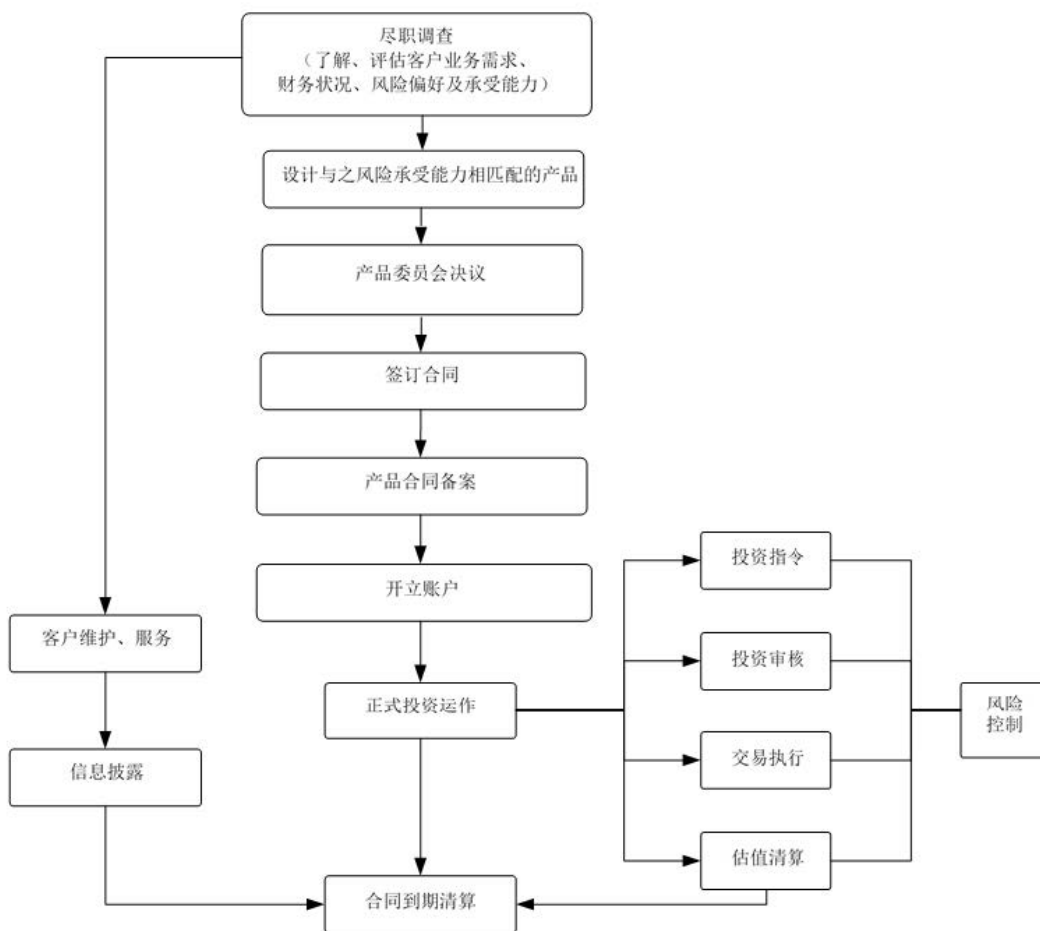 尽职调查
（了解、评估客户业务需求、
财务状况、风险偏好及承受能力）
设计与之风险承受能力相匹配的产品
产品委员会决议
签订合同
产品合同备案
开立账户
投资指令
客户维护、服务
投资审核
正式投资运作
风险
控制
信息披露
交易执行
估值清算
合同到期清算